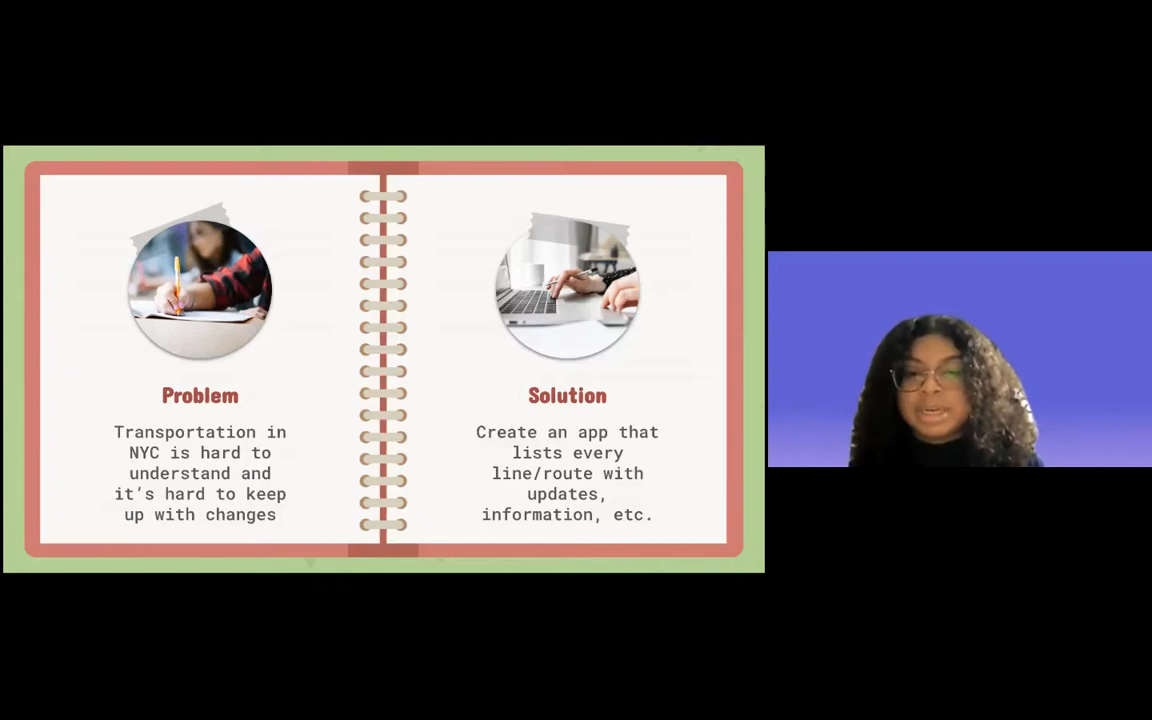 Problem
Transportation in
NYC is hard to
understand and
it's hard to keep
up with changes
Solution
Create an app that
lists every
line/route with
updates,
information, etc.